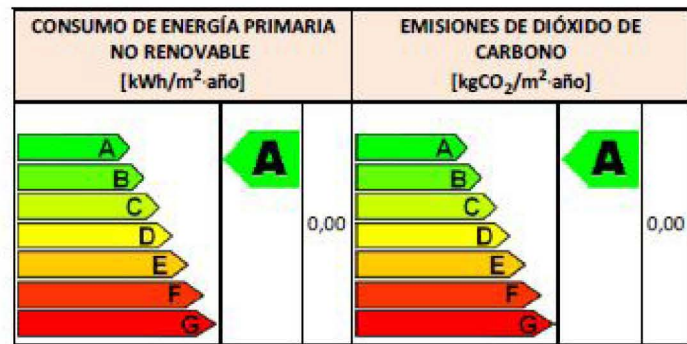 CONSUMO DE ENERGÍA PRIMARIA
NO RENOVABLE
[kWh/m²·año]
EMISIONES DE DIÓXIDO DE
CARBONO
[kgCO₂/m²·año]
A
B
C
D
E
F
G
A
0,00
A
B
C
D
E
F
G
A
0,00